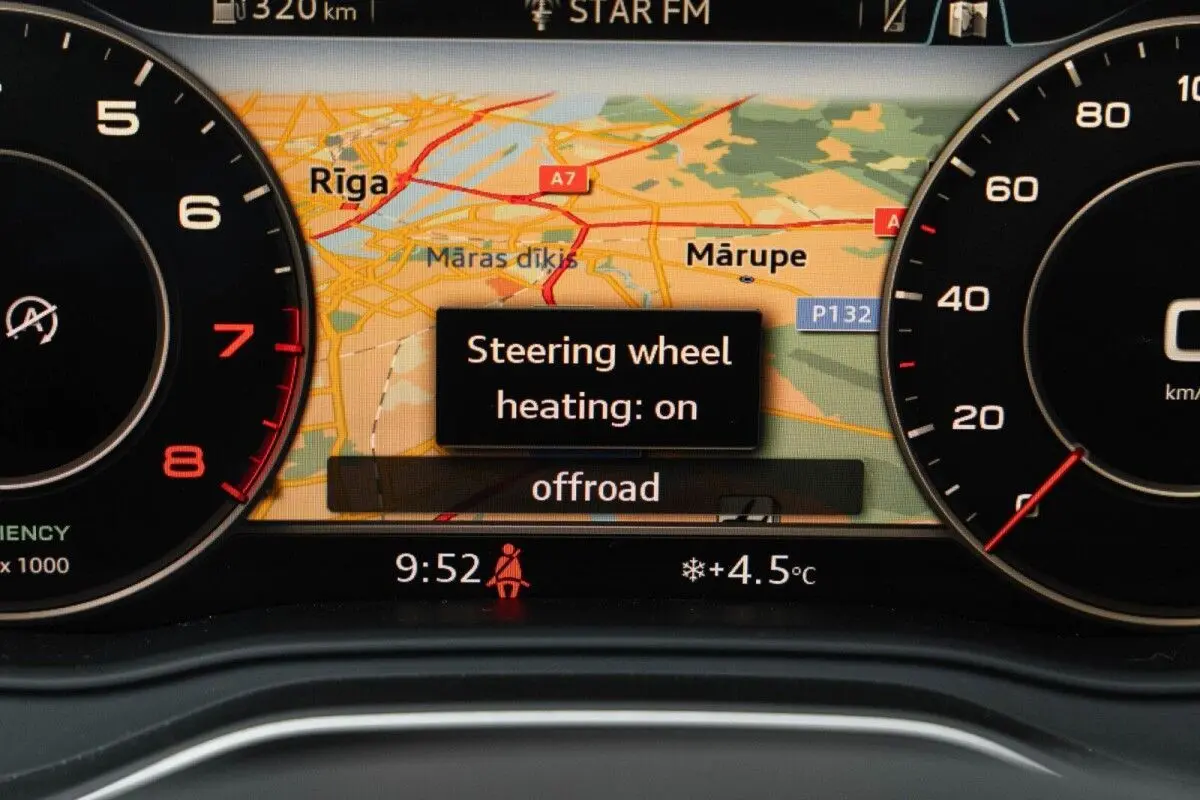 320 km
STAR FM
5
6
7
8
IENCY
x 1000
Rīga
A7
A
Māras dīķis
Mārupe
P132
Steering wheel
heating: on
offroad
9:52
+4.5°C
80
60
40
20
0
km/